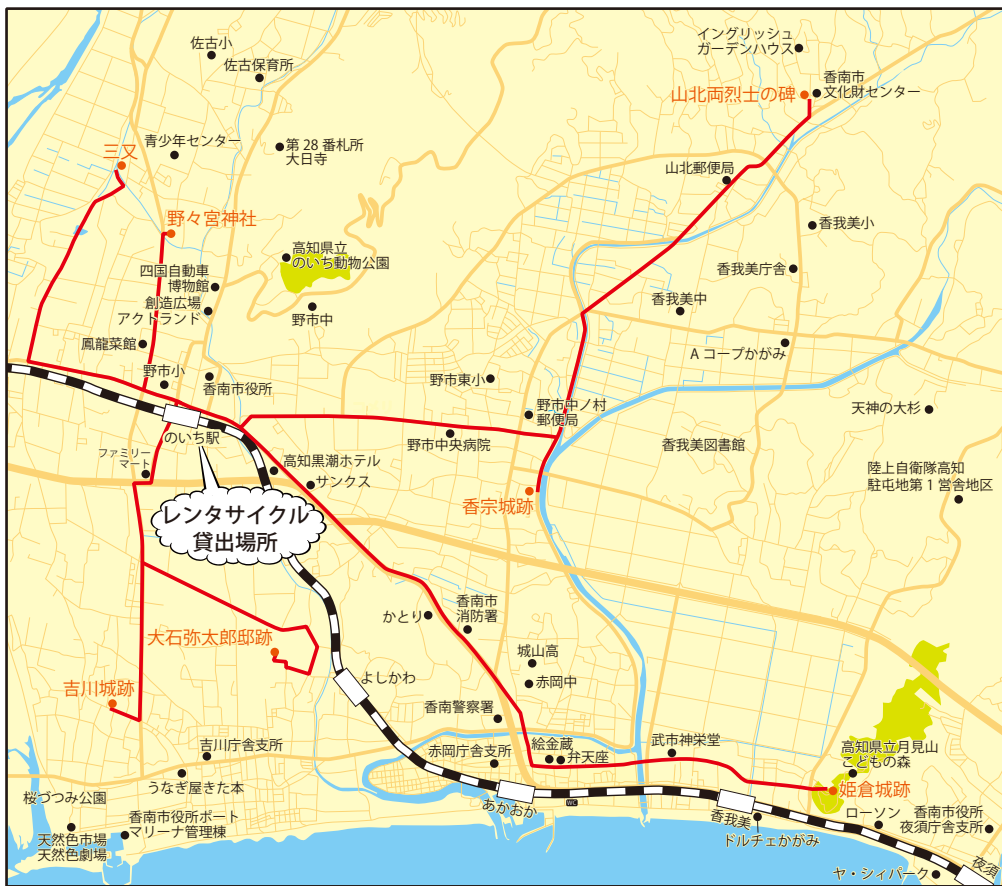 イングリッシュ
ガーデンハウス
佐古小
佐古保育所
山北両烈士の碑
香南市
文化財センター
三又
青少年センター
第28番札所
大日寺
山北郵便局
野々宮神社
香我美小
高知県立
のいち動物公園
香我美庁舎
四国自動車
博物館
創造広場
アクトランド
野市中
香我美中
鳳龍菜館
Aコープかがみ
野市小
香南市役所
野市東小
野市中ノ村
郵便局
天神の大杉
のいち駅
野市中央病院
香我美図書館
ファミリー
マート
高知黒潮ホテル
サンクス
陸上自衛隊高知
駐屯地第1営舎地区
香宗城跡
レンタサイクル
貸出場所
かとり
香南市
消防署
大石弥太郎邸跡
城山高
よしかわ
赤岡中
吉川城跡
香南警察署
吉川庁舎支所
赤岡庁舎支所
絵金蔵
弁天座
武市神栄堂
高知県立月見山
こどもの森
うなぎ屋きた本
姫倉城跡
桜づつみ公園
あかおか
WC
香我美
ローソン
香南市役所
夜須庁舎支所
香南市役所ポート
マリーナ管理棟
天然色市場
天然色劇場
ドルチェかがみ
ヤ・シィパーク
夜須